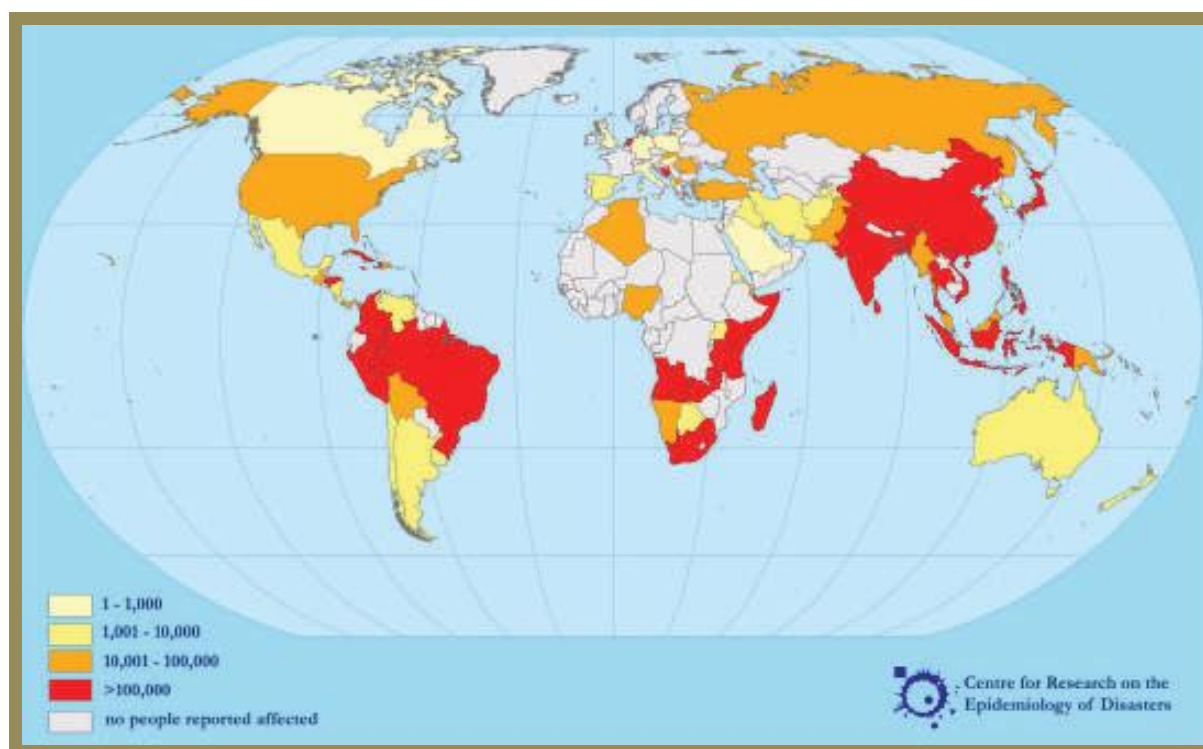 1 - 1,000
1,001 - 10,000
10,001 - 100,000
>100,000
no people reported affected
Centre for Research on the
Epidemiology of Disasters